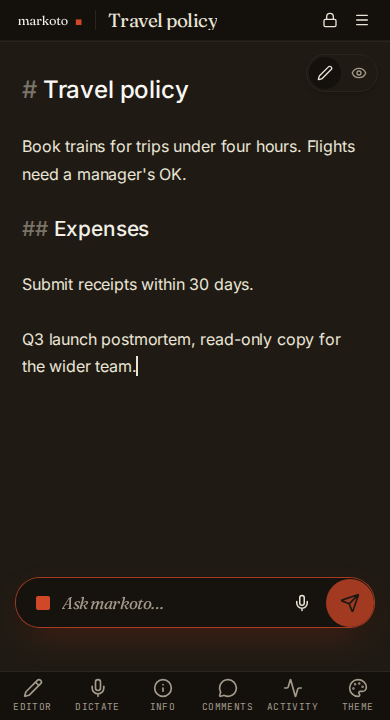 markoto
Travel policy
# Travel policy
Book trains for trips under four hours. Flights
need a manager's OK.
## Expenses
Submit receipts within 30 days.
Q3 launch postmortem, read-only copy for
the wider team.
Ask markoto...
EDITOR DICTATE INFO COMMENTS ACTIVITY THEME